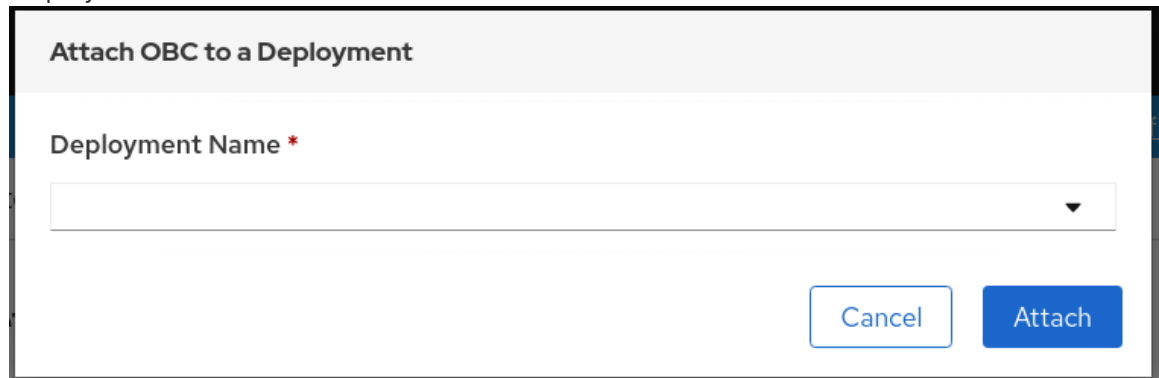 Attach OBC to a Deployment
Deployment Name *
Cancel Attach